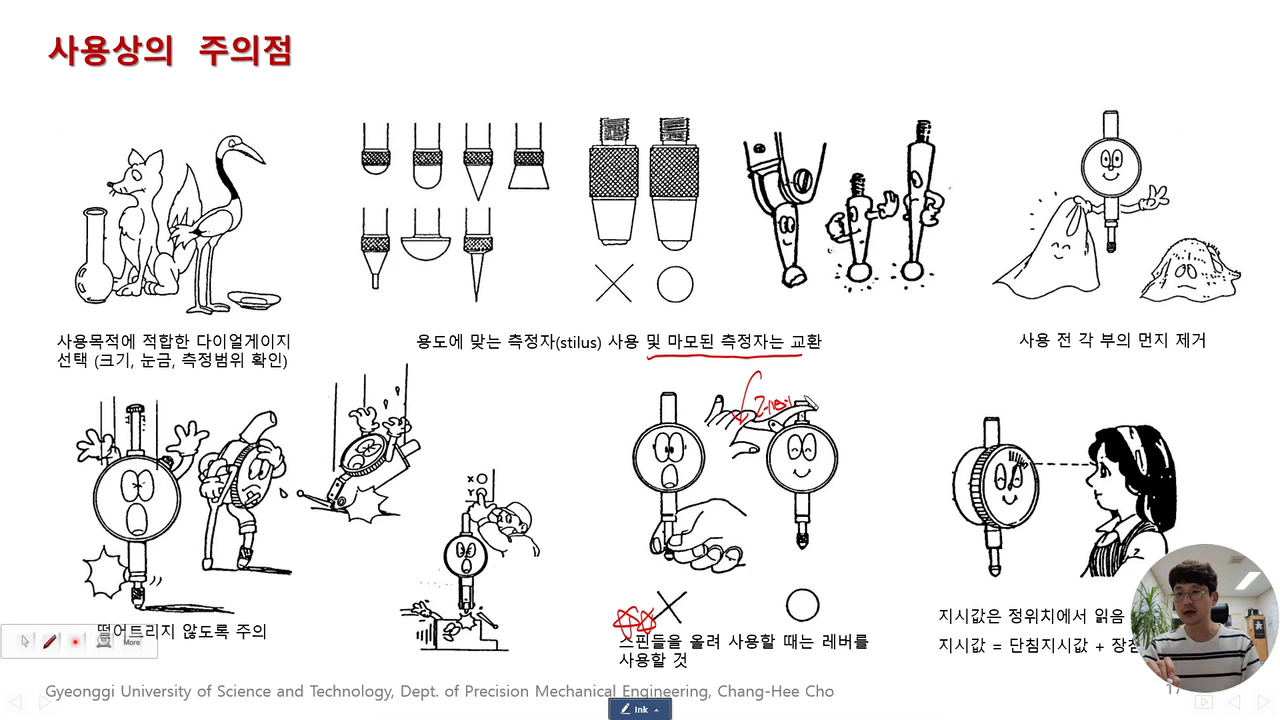 사용상의 주의점
사용목적에 적합한 다이얼게이지
선택 (크기, 눈금, 측정범위 확인)
용도에 맞는 측정자(stilus) 사용 및 마모된 측정자는 교환
사용 전 각 부의 먼지 제거
떨어트리지 않도록 주의
X
Y
스핀들을 올려 사용할 때는 레버를
사용할 것
지시값은 정위치에서 읽음
지시값 = 단침지시값 +
More
Gyeonggi University of Science and Technology, Dept. of Precision Mechanical Engineering, Chang-Hee Cho
Ink